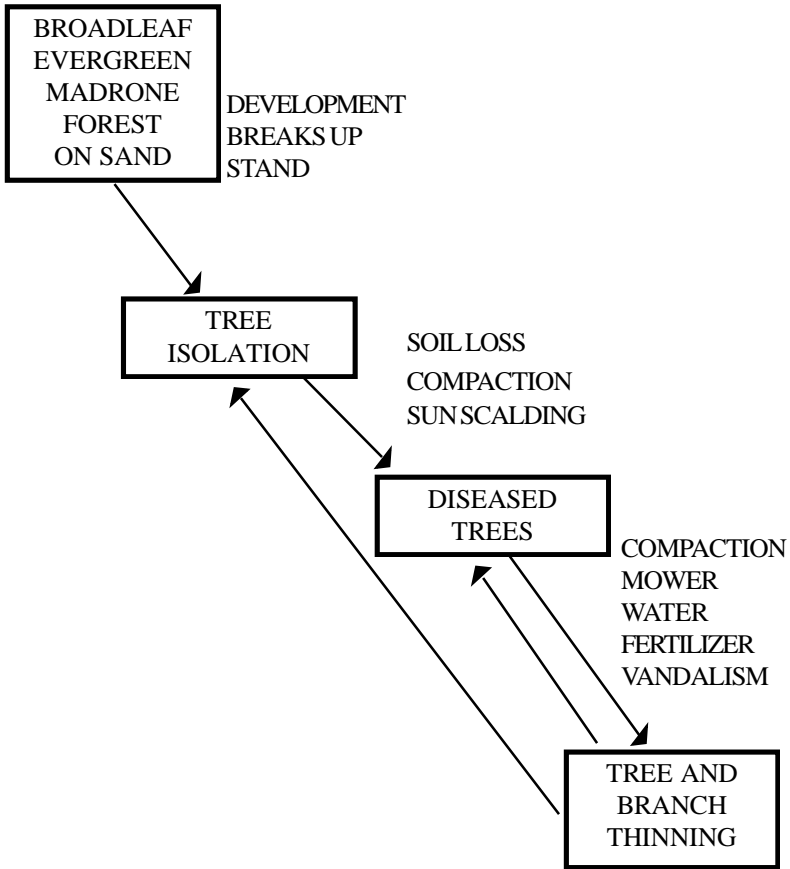 BROADLEAF
EVERGREEN
MADRONE
FOREST
ON SAND
DEVELOPMENT
BREAKS UP
STAND
TREE
ISOLATION
SOIL LOSS
COMPACTION
SUN SCALDING
DISEASED
TREES
COMPACTION
MOWER
WATER
FERTILIZER
VANDALISM
TREE AND
BRANCH
THINNING